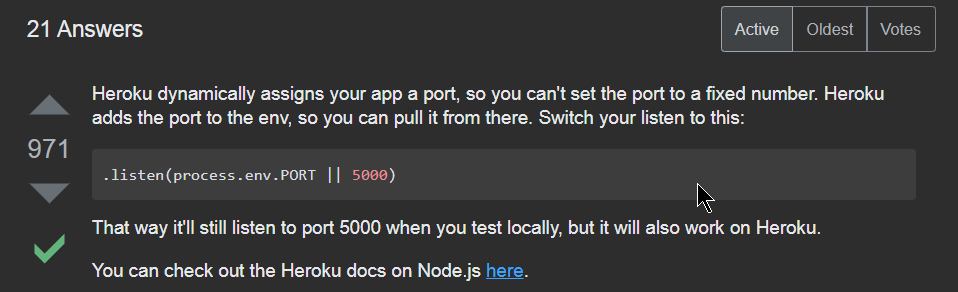 21 Answers
Active Oldest Votes
Heroku dynamically assigns your app a port, so you can't set the port to a fixed number. Heroku
adds the port to the env, so you can pull it from there. Switch your listen to this:
971
.listen(process.env.PORT || 5000)
That way it'll still listen to port 5000 when you test locally, but it will also work on Heroku.
You can check out the Heroku docs on Node.js here.